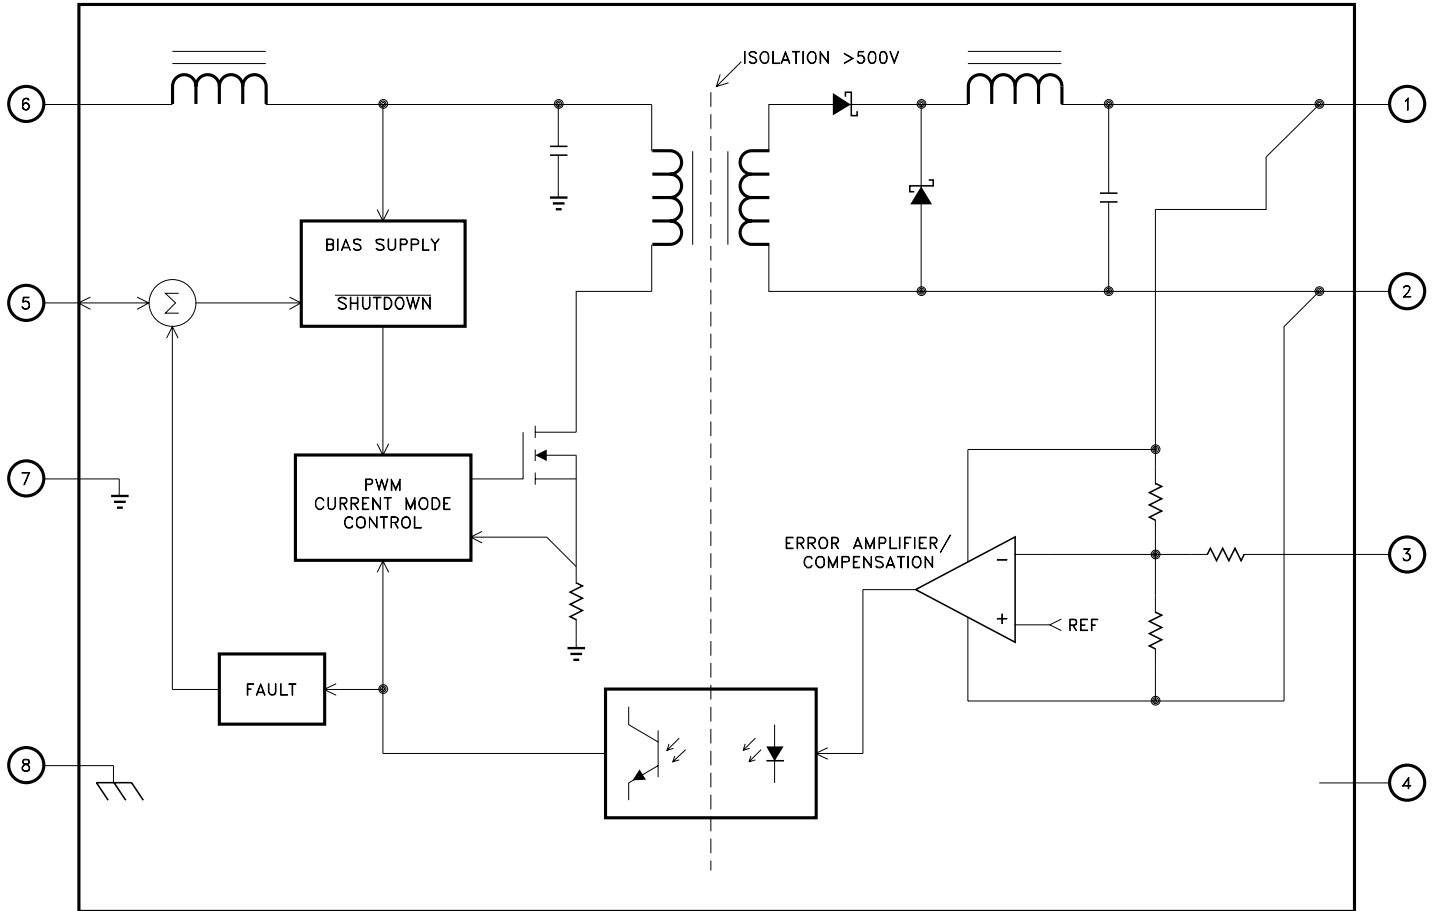 ISOLATION >500V
6
1
BIAS SUPPLY
SHUTDOWN
5
Σ
2
7
PWM
CURRENT MODE
CONTROL
ERROR AMPLIFIER/
COMPENSATION
−
+
REF
3
FAULT
8
4